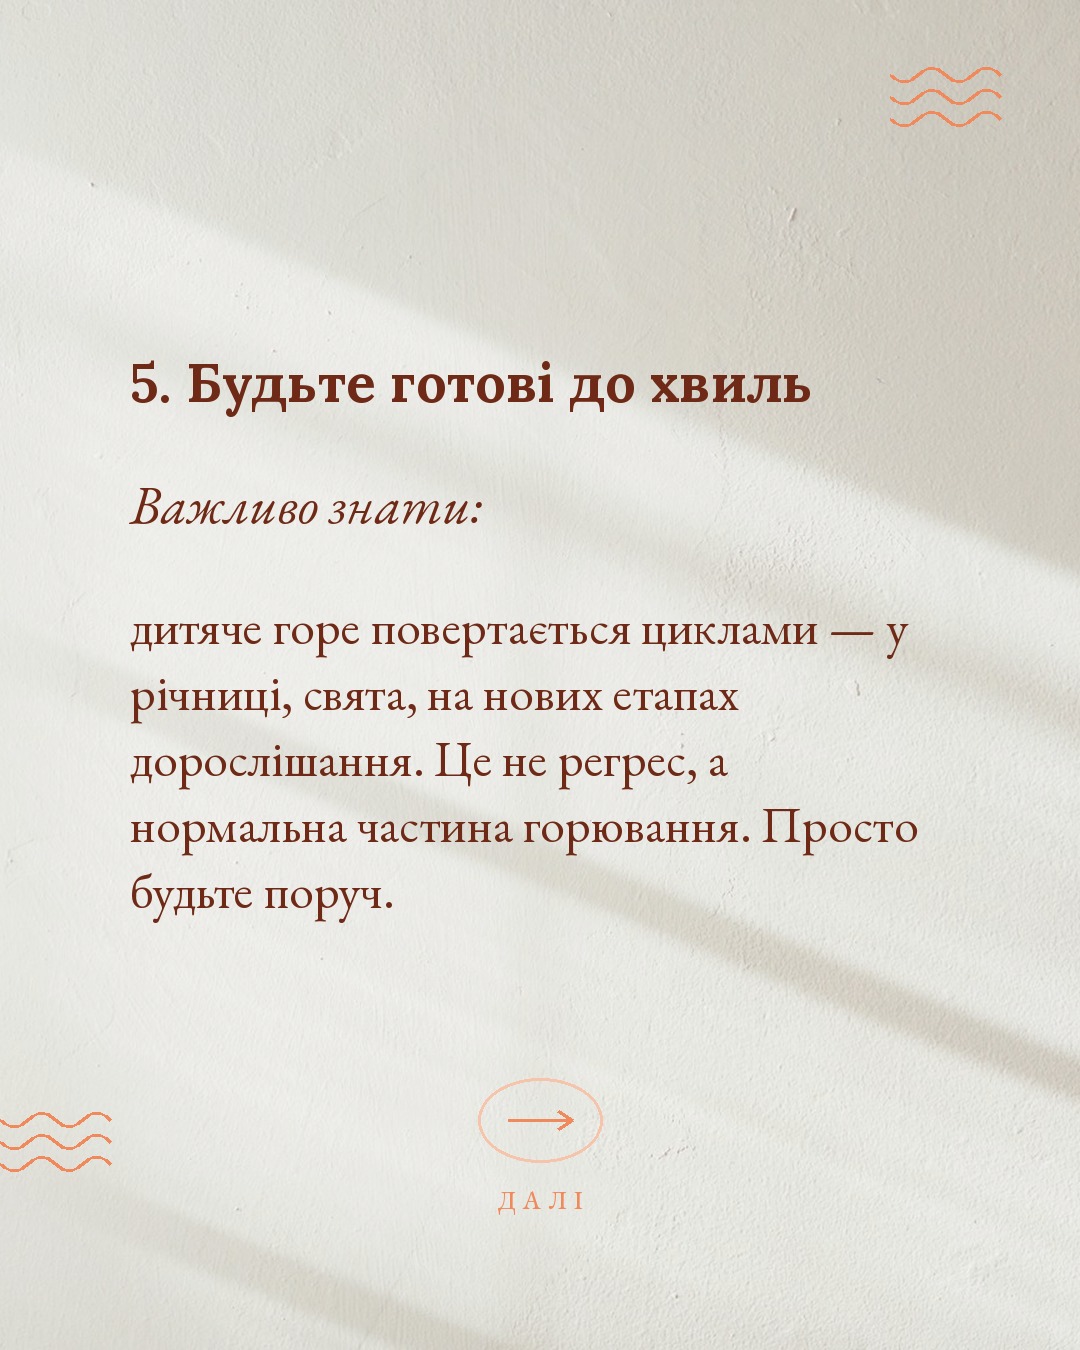 5. Будьте готові до хвиль
Важливо знати:
дитяче горе повертається циклами — у
річниці, свята, на нових етапах
дорослішання. Це не регрес, а
нормальна частина горювання. Просто
будьте поруч.
ДАЛІ